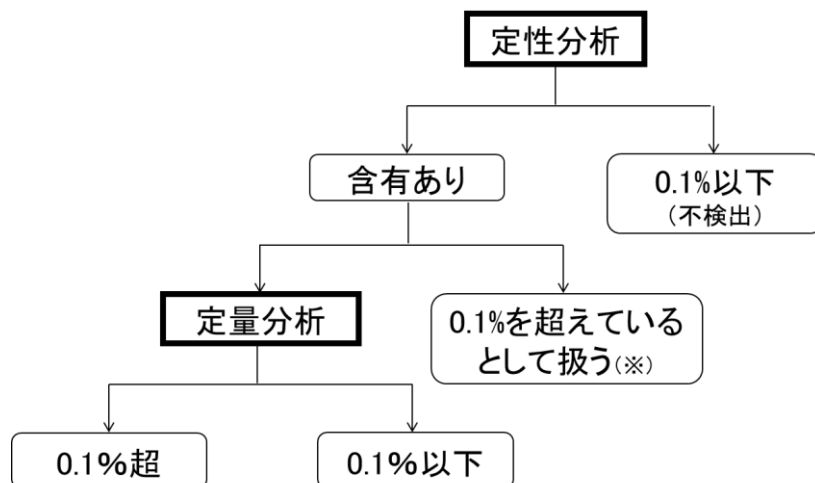 定性分析
含有あり
0.1%以下
（不検出）
定量分析
0.1%を超えている
として扱う(※)
0.1%超
0.1%以下